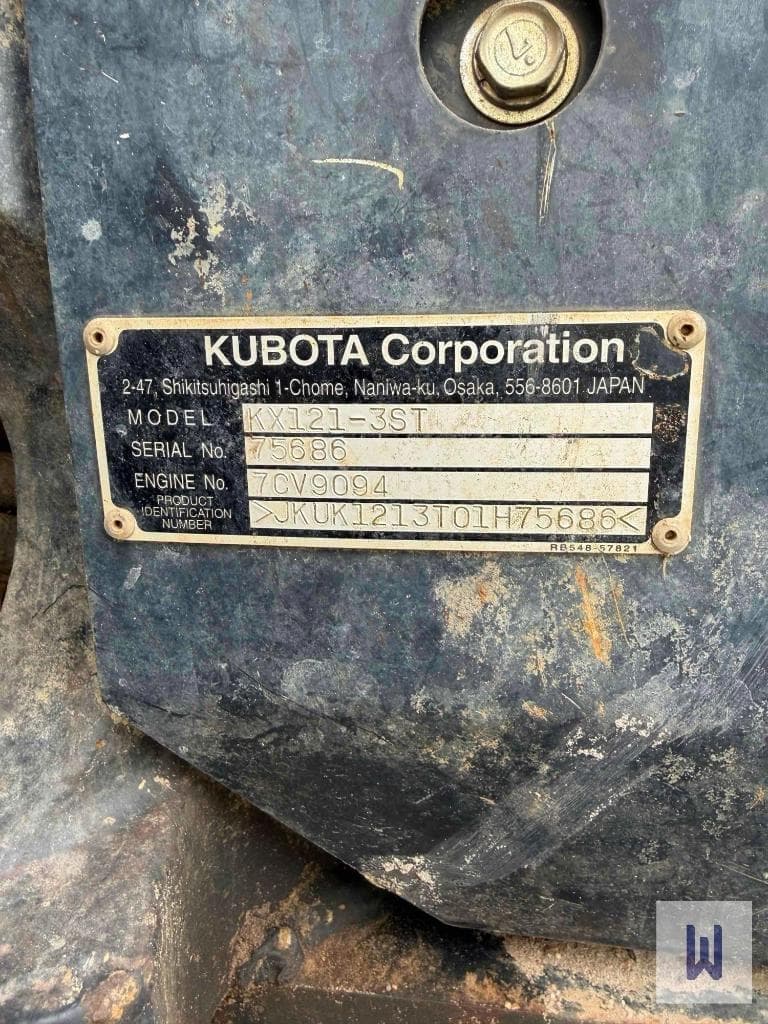 KUBOTA Corporation
2-47, Shikitsuhigashi 1-Chome, Naniwa-ku, Osaka, 556-8601 JAPAN
MODEL KX121-3ST
SERIAL No. 75686
ENGINE No. 7CV9094
PRODUCT
IDENTIFICATION
NUMBER >JKUK1213T01H75686<
RB548-57821
W